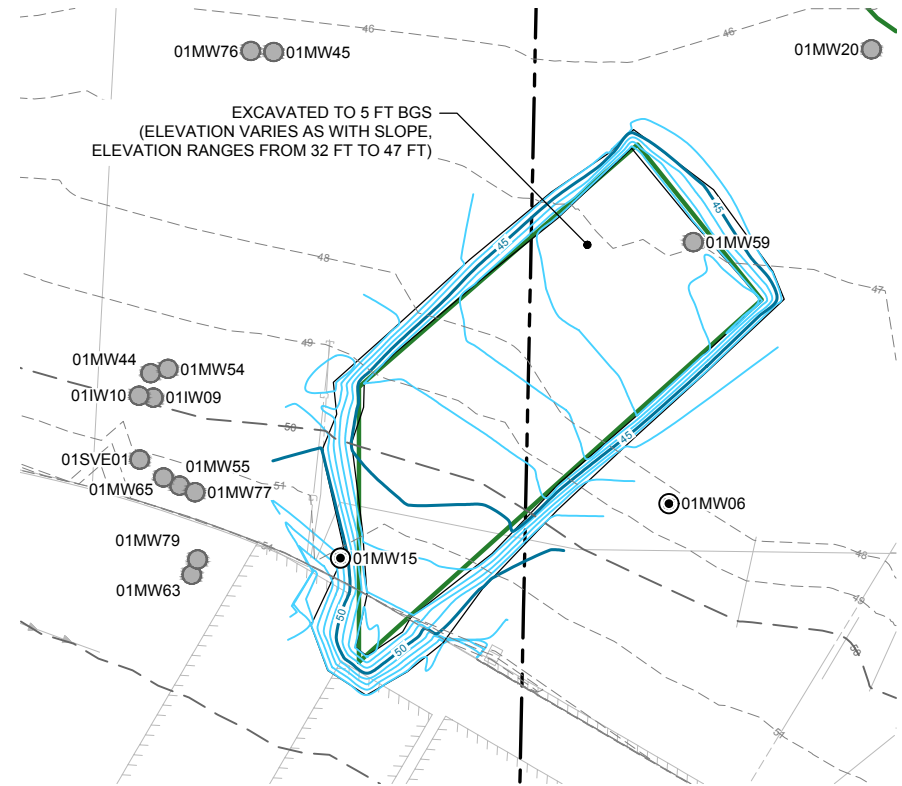 46
46
01MW76
01MW45
01MW20
EXCAVATED TO 5 FT BGS
(ELEVATION VARIES AS WITH SLOPE,
ELEVATION RANGES FROM 32 FT TO 47 FT)
45
45
01MW59
48
47
49
01MW44
01MW54
01IW10
01IW09
50
45
01SVE01
01MW55
01MW65
51
01MW77
01MW06
01MW79
51
01MW15
48
01MW63
49
50
50
50
51